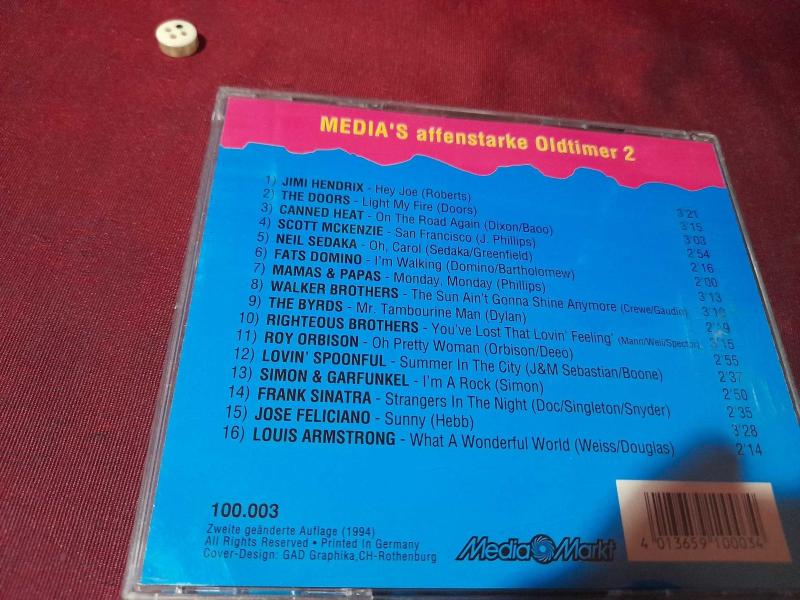 MEDIA'S affenstarke Oldtimer 2
1) JIMI HENDRIX - Hey Joe (Roberts) 3'21
2) THE DOORS - Light My Fire (Doors) 3'15
3) CANNED HEAT - On The Road Again (Dixon/Baoo) 3'03
4) SCOTT MCKENZIE - San Francisco (J. Phillips) 2'54
5) NEIL SEDAKA - Oh, Carol (Sedaka/Greenfield) 2'16
6) FATS DOMINO - I'm Walking (Domino/Bartholomew) 2'00
7) MAMAS & PAPAS - Monday, Monday (Phillips) 3'13
8) WALKER BROTHERS - The Sun Ain't Gonna Shine Anymore (Crewe/Gaudio)
9) THE BYRDS - Mr. Tambourine Man (Dylan)
10) RIGHTEOUS BROTHERS - You've Lost That Lovin' Feeling' (Mann/Weil/Spector) 3'15
11) ROY ORBISON - Oh Pretty Woman (Orbison/Deeo) 2'55
12) LOVIN' SPOONFUL - Summer In The City (J&M Sebastian/Boone) 2'37
13) SIMON & GARFUNKEL - I'm A Rock (Simon) 2'50
14) FRANK SINATRA - Strangers In The Night (Doc/Singleton/Snyder) 2'35
15) JOSE FELICIANO - Sunny (Hebb) 3'28
16) LOUIS ARMSTRONG - What A Wonderful World (Weiss/Douglas) 2'14
100.003
Zweite geänderte Auflage (1994)
All Rights Reserved • Printed In Germany
Cover-Design: GAD Graphika,CH-Rothenburg
Media Markt
4 013659 100034